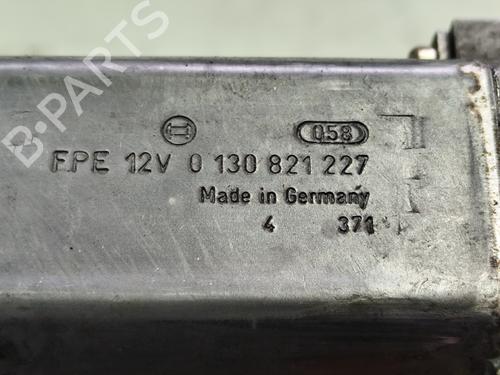 058
FPE 12V 0 130 821 227
Made in Germany
4 371
B-PARTS